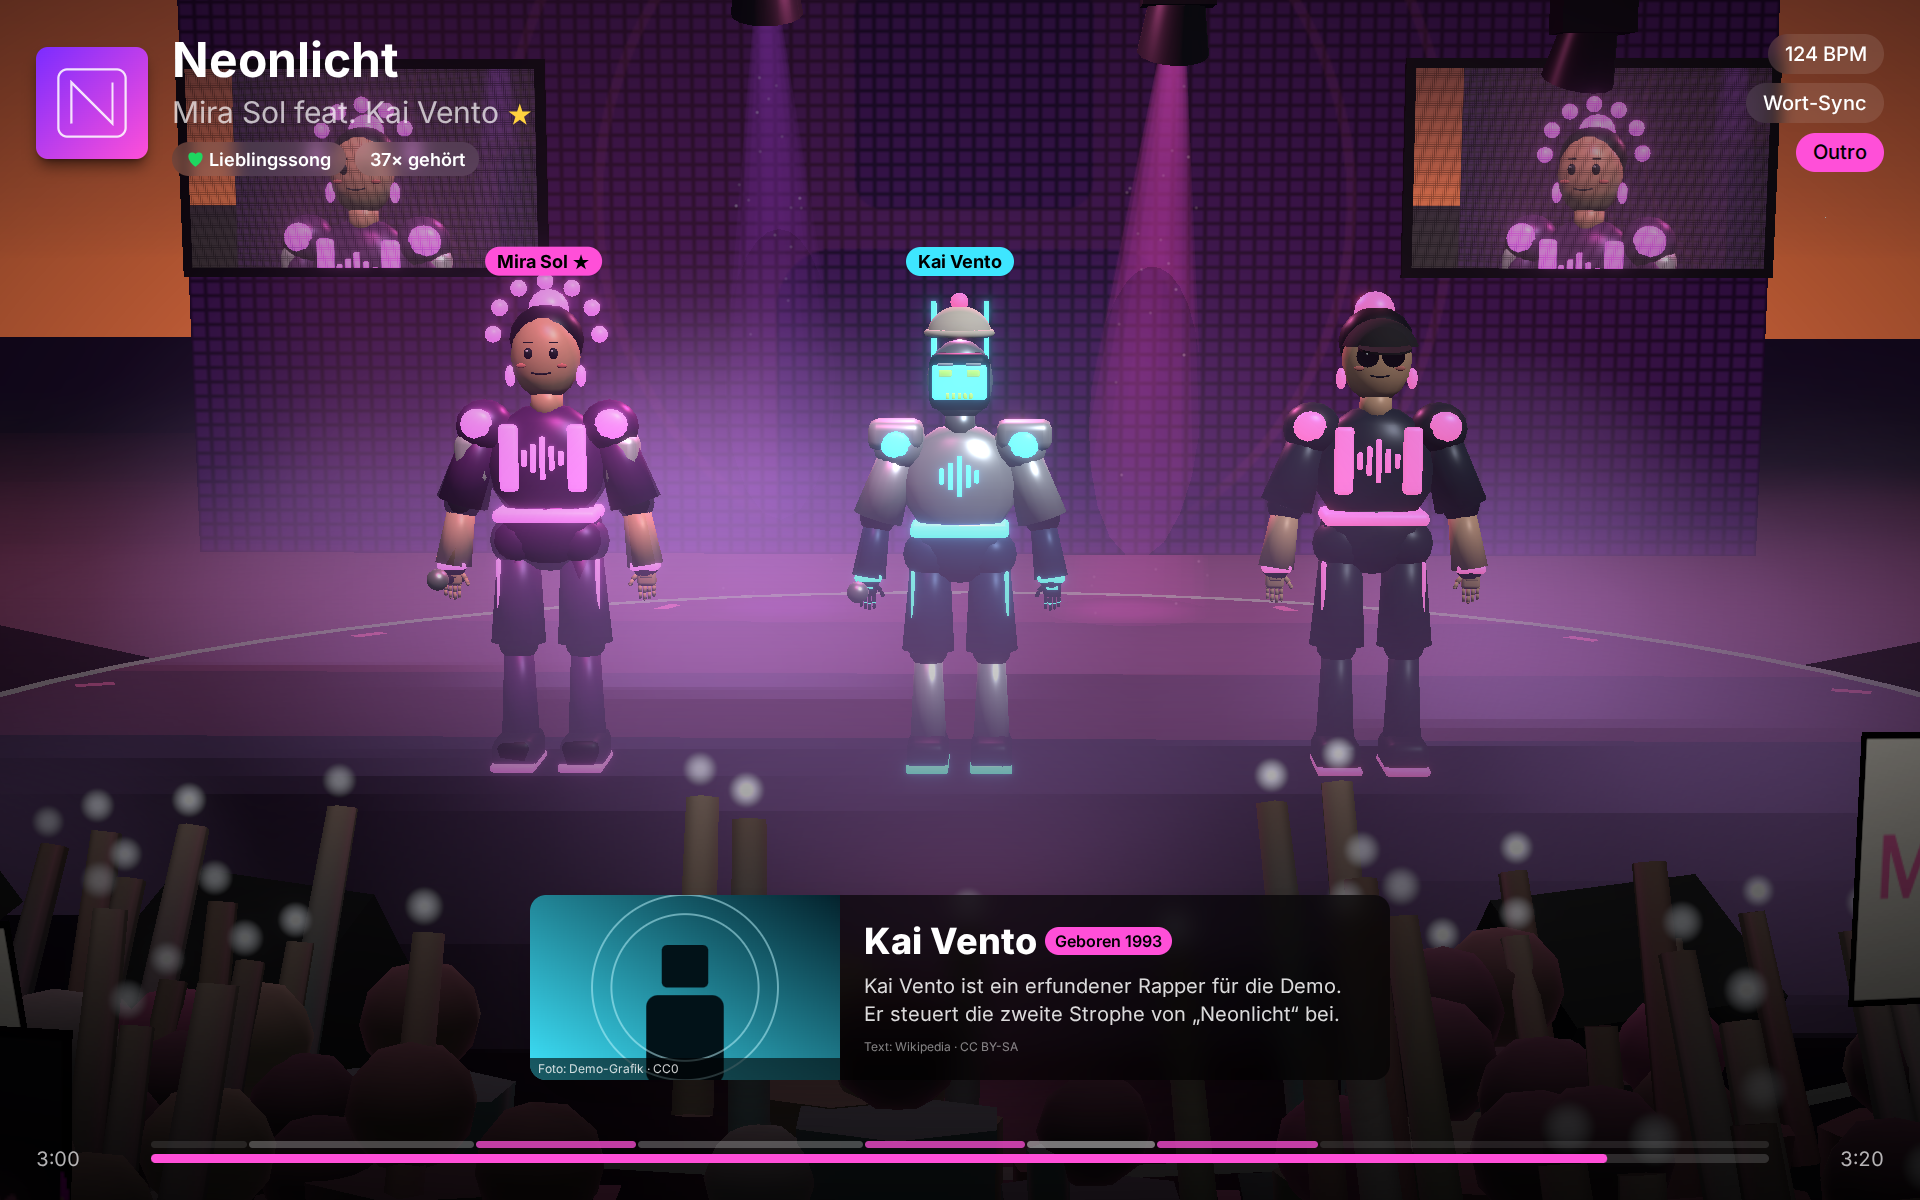 Neonlicht
Mira Sol feat. Kai Vento ★
Lieblingssong
37× gehört
124 BPM
Wort-Sync
Outro
N
Mira Sol ★
Kai Vento
M
Kai Vento
Geboren 1993
Kai Vento ist ein erfundener Rapper für die Demo.
Er steuert die zweite Strophe von „Neonlicht“ bei.
Text: Wikipedia · CC BY-SA
Foto: Demo-Grafik · CC0
3:00
3:20